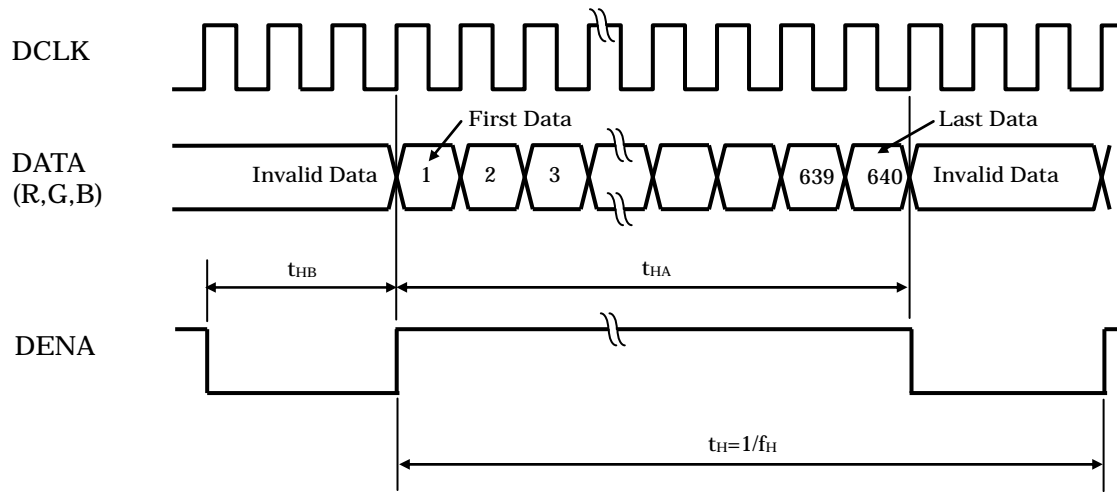 DCLK
First Data
Last Data
DATA
(R,G,B)
Invalid Data 1 2 3 639 640 Invalid Data
tHB
tHA
DENA
tH=1/fH